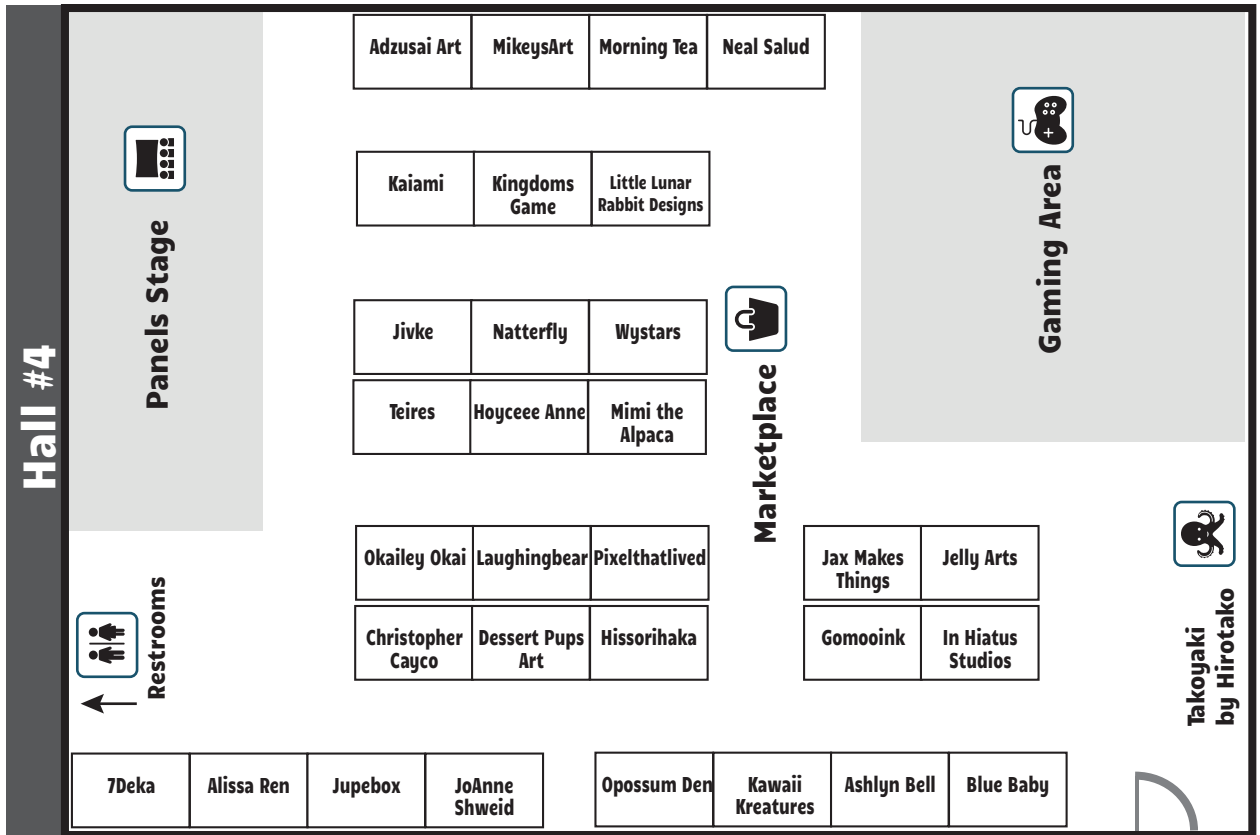 Hall #4
Panels Stage
Adzusai Art
MikeysArt
Morning Tea
Neal Salud
Gaming Area
Kaiami
Kingdoms
Game
Little Lunar
Rabbit Designs
Jivke
Natterfly
Wystars
Teires
Hoyceee Anne
Mimi the
Alpaca
Marketplace
Okailey Okai
Laughingbear
Pixelthatlived
Jax Makes
Things
Jelly Arts
Christopher
Cayco
Dessert Pups
Art
Hissorihaka
Gomooink
In Hiatus
Studios
Restrooms
Takoyaki
by Hirotako
7Deka
Alissa Ren
Jupebox
JoAnne
Shweid
Opossum Den
Kawaii
Kreatures
Ashlyn Bell
Blue Baby